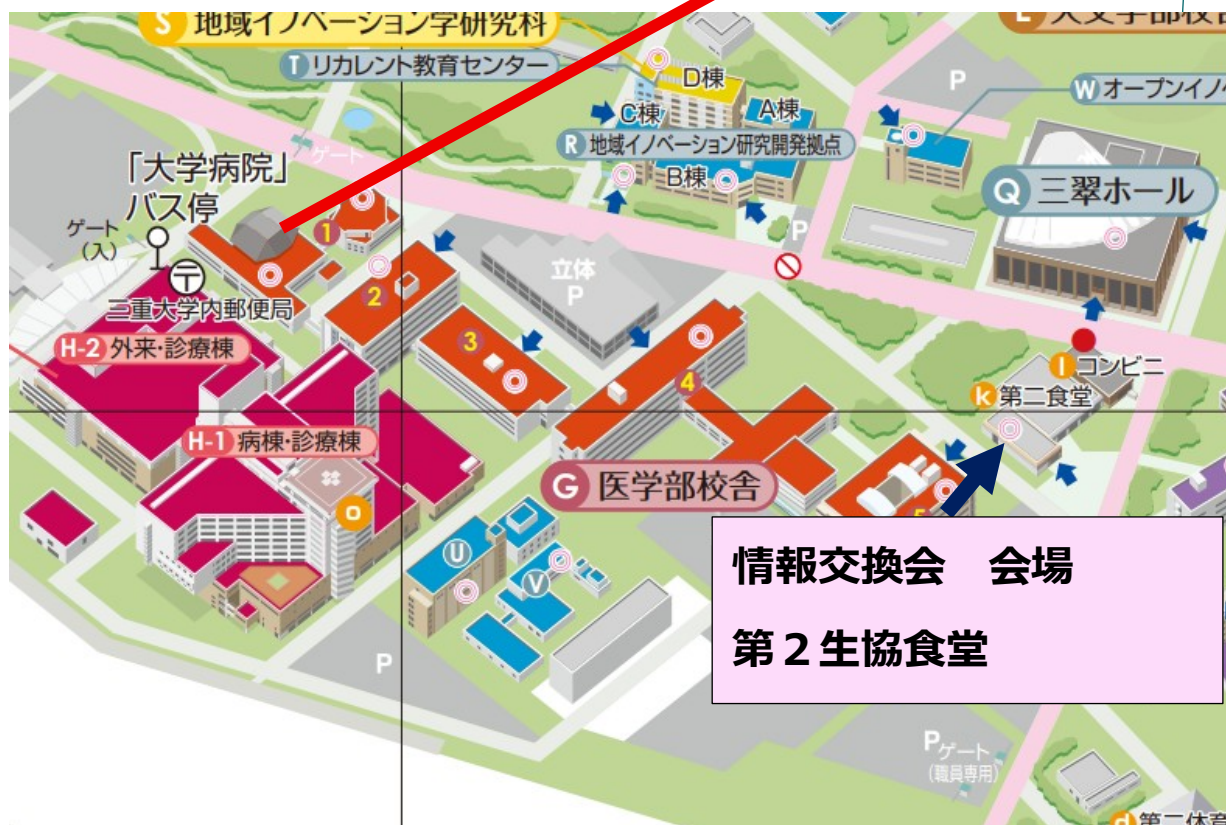 S 地域イノベーション学研究科
T リカレント教育センター
D棟
P
W オープンイノ
C棟
A棟
R 地域イノベーション研究開発拠点
B棟
Q 三翠ホール
ゲート
「大学病院」
バス停
ゲート
(入)
〒
三重大学内郵便局
1
2
3
4
5
立体
P
P
l コンビニ
k 第二食堂
H-2 外来・診療棟
H-1 病棟・診療棟
o
G 医学部校舎
U
V
情報交換会　会場
第２生協食堂
P
P
ゲート
(職員専用)
d 第二体育